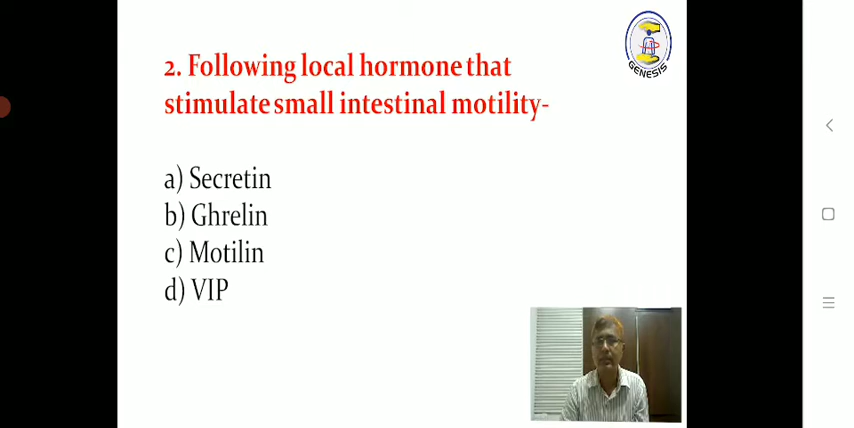 2. Following local hormone that
stimulate small intestinal motility-
a) Secretin
b) Ghrelin
c) Motilin
d) VIP
GENESIS